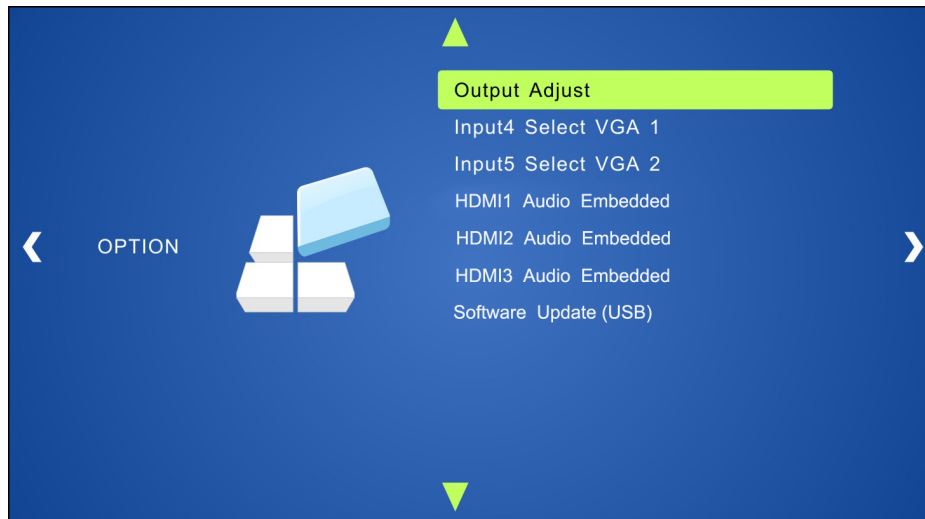 Output Adjust
Input4 Select VGA 1
Input5 Select VGA 2
HDMI1 Audio Embedded
OPTION
HDMI2 Audio Embedded
HDMI3 Audio Embedded
Software Update (USB)